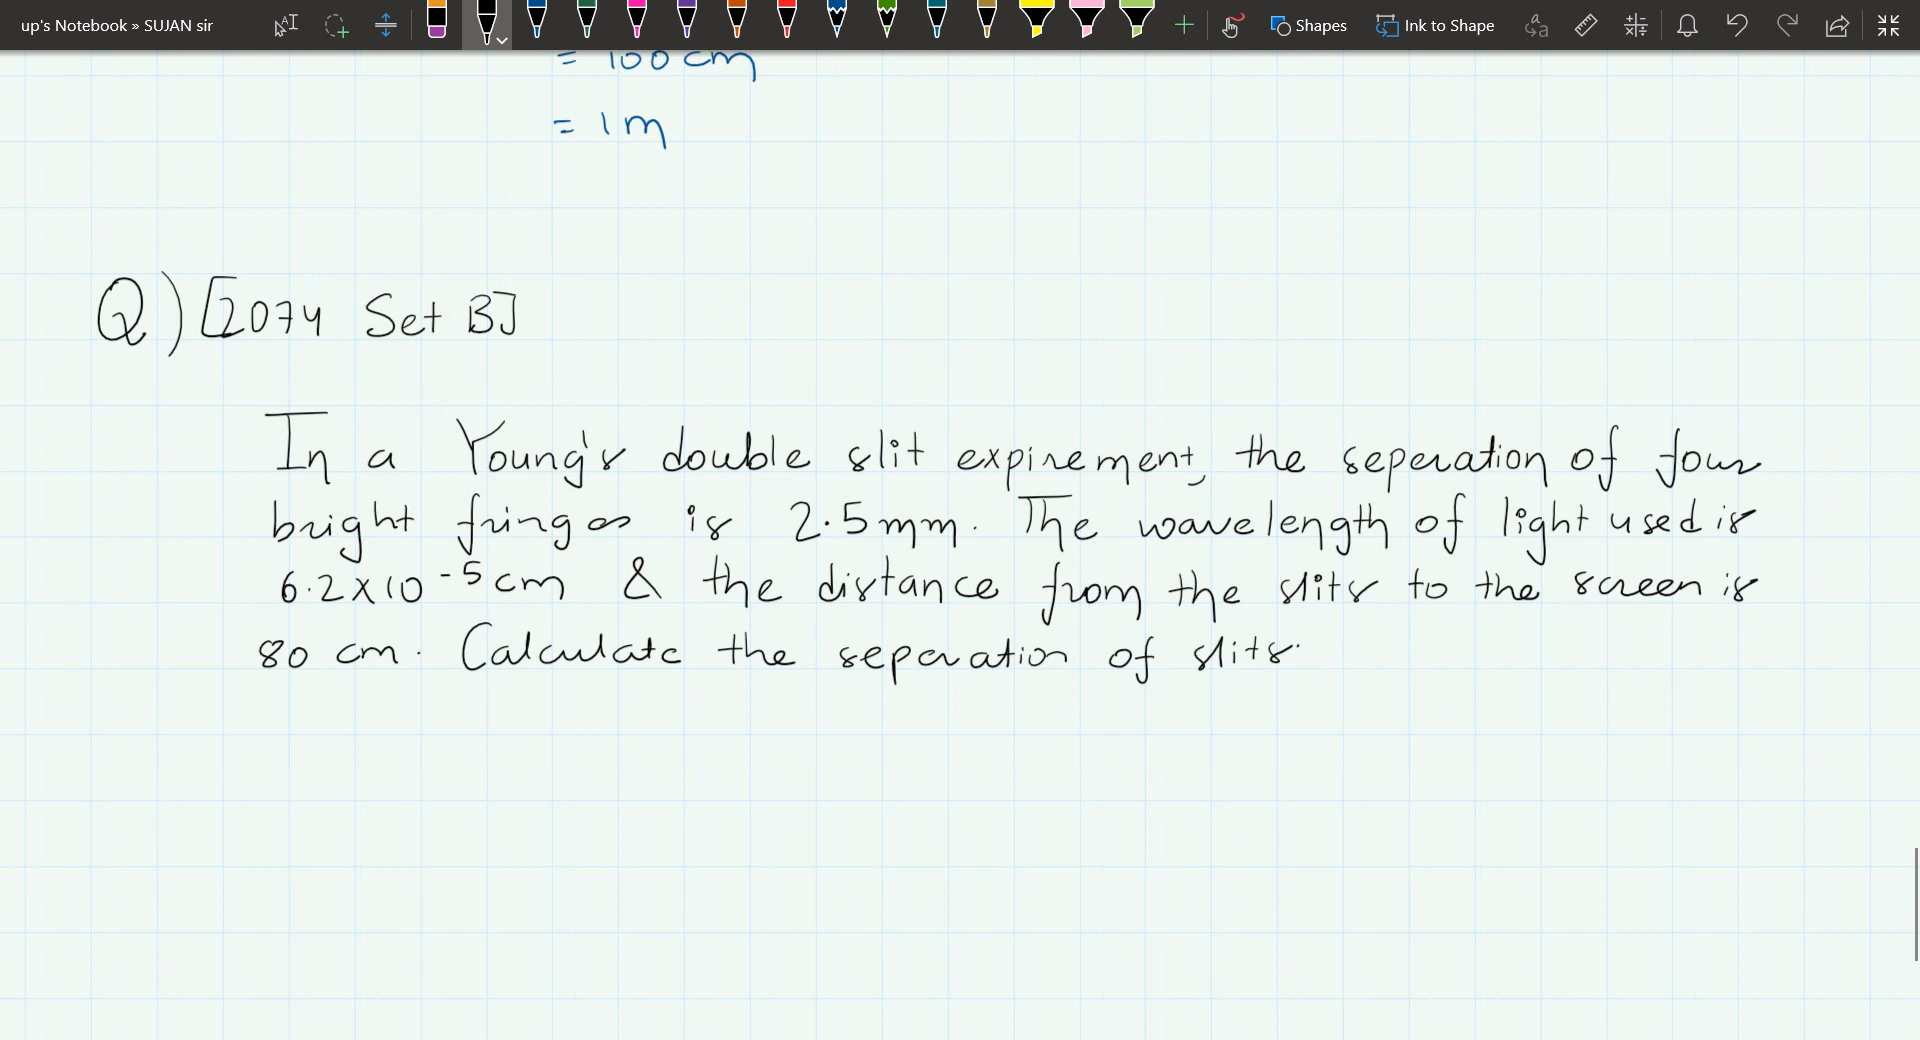 up's Notebook » SUJAN sir
Shapes
Ink to Shape
= 100 cm
= 1m
Q) [2074 Set B]
In a Young's double slit expirement, the seperation of four
bright fringes is 2.5mm. The wavelength of light used is
6.2x10-5cm & the distance from the slits to the screen is
80 cm. Calculate the seperation of slits.